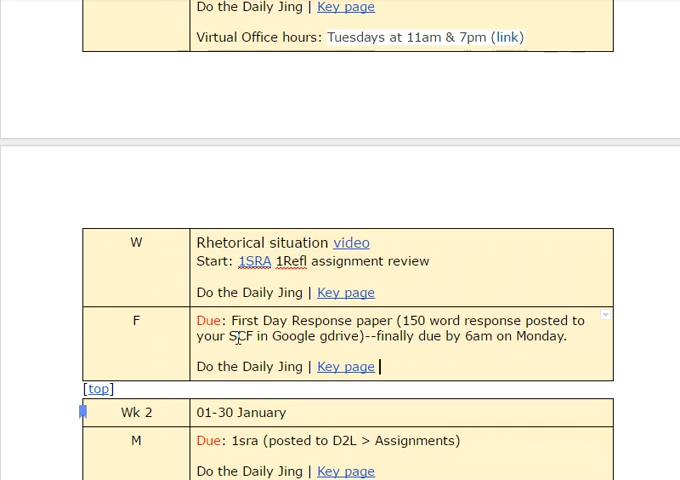 Do the Daily Jing | Key page
Virtual Office hours: Tuesdays at 11am & 7pm (link)
W
Rhetorical situation video
Start: 1SRA 1Refl assignment review
Do the Daily Jing | Key page
F
Due: First Day Response paper (150 word response posted to
your SCF in Google gdrive)--finally due by 6am on Monday.
Do the Daily Jing | Key page
[top]
Wk 2
01-30 January
M
Due: 1sra (posted to D2L > Assignments)
Do the Daily Jing | Key page